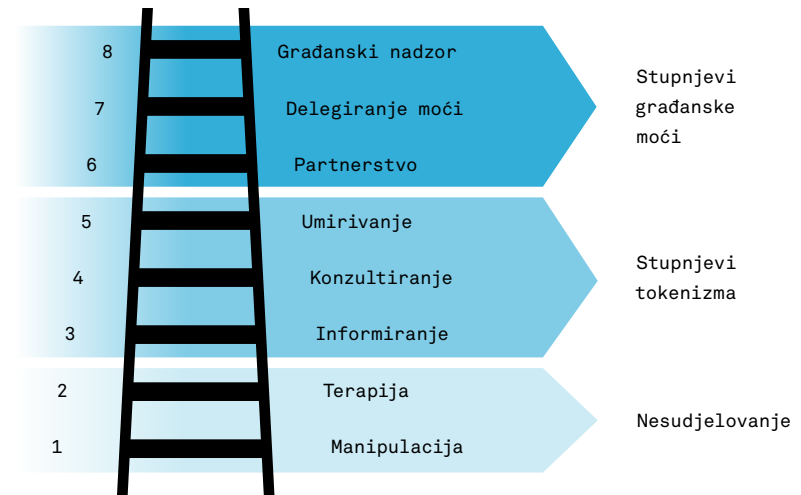 8 Građanski nadzor
7 Delegiranje moći
6 Partnerstvo
Stupnjevi
građanske
moći
5 Umirivanje
4 Konzultiranje
3 Informiranje
Stupnjevi
tokenizma
2 Terapija
1 Manipulacija
Nesudjelovanje